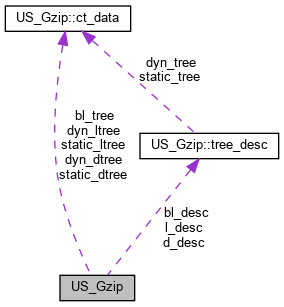 US_Gzip::ct_data
dyn_tree
static_tree
bl_tree
dyn_ltree
static_ltree
dyn_dtree
static_dtree
US_Gzip::tree_desc
bl_desc
l_desc
d_desc
US_Gzip